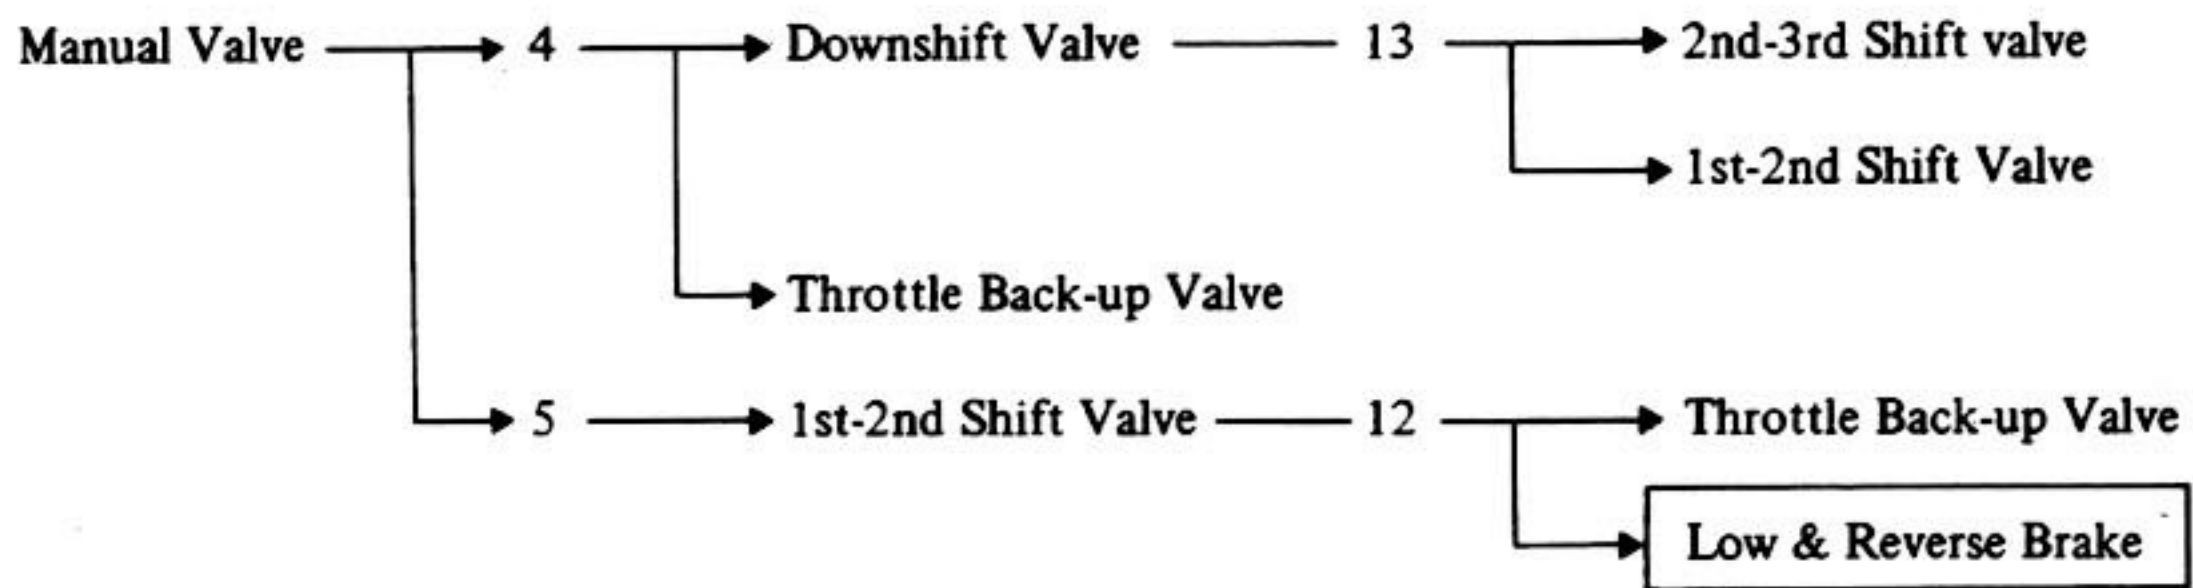 Manual Valve 4 Downshift Valve 13 2nd-3rd Shift valve
1st-2nd Shift Valve
Throttle Back-up Valve
5 1st-2nd Shift Valve 12 Throttle Back-up Valve
Low & Reverse Brake